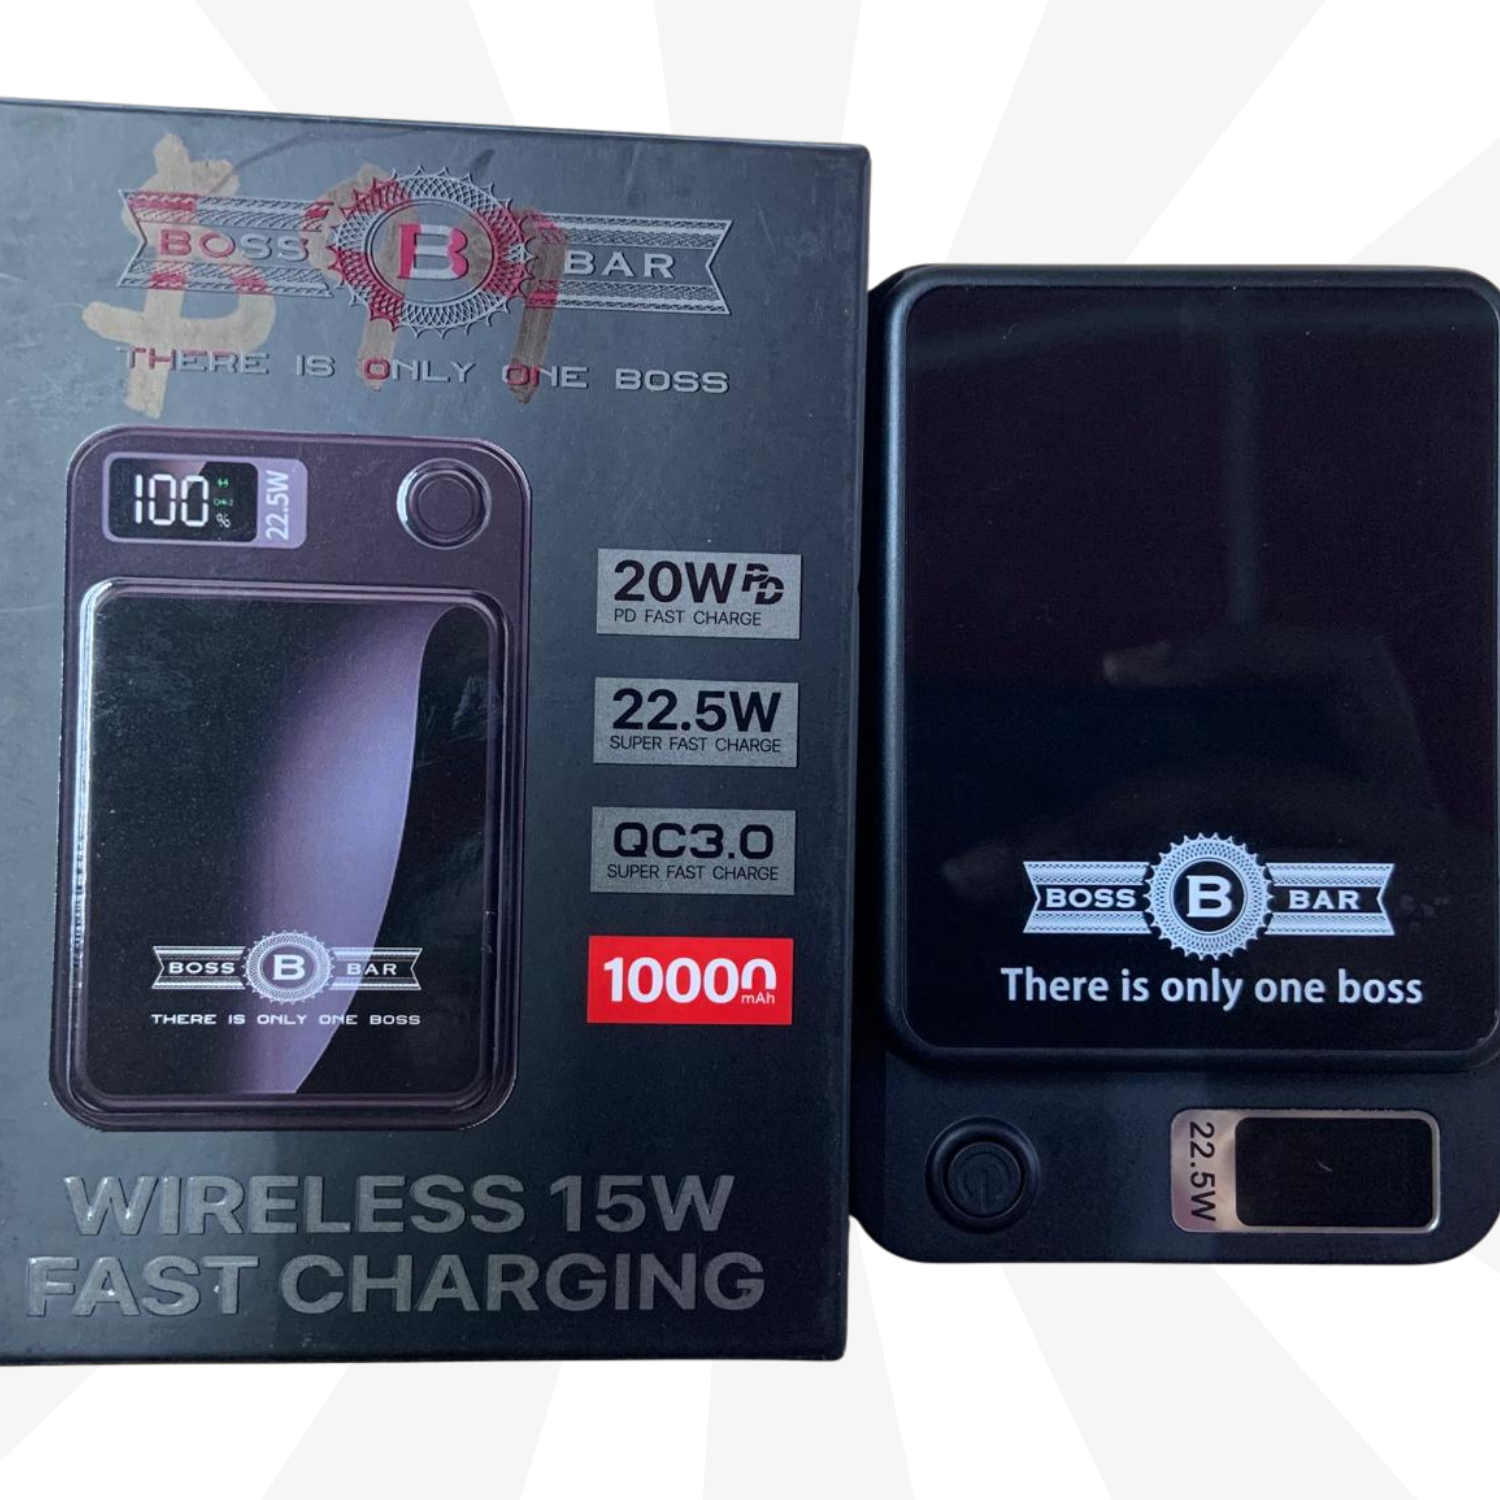 BOSS B BAR
THERE IS ONLY ONE BOSS
100 %
22.5W
20W PD
PD FAST CHARGE
22.5W
SUPER FAST CHARGE
QC3.0
SUPER FAST CHARGE
10000 mAh
BOSS B BAR
THERE IS ONLY ONE BOSS
WIRELESS 15W
FAST CHARGING
BOSS B BAR
There is only one boss
22.5W